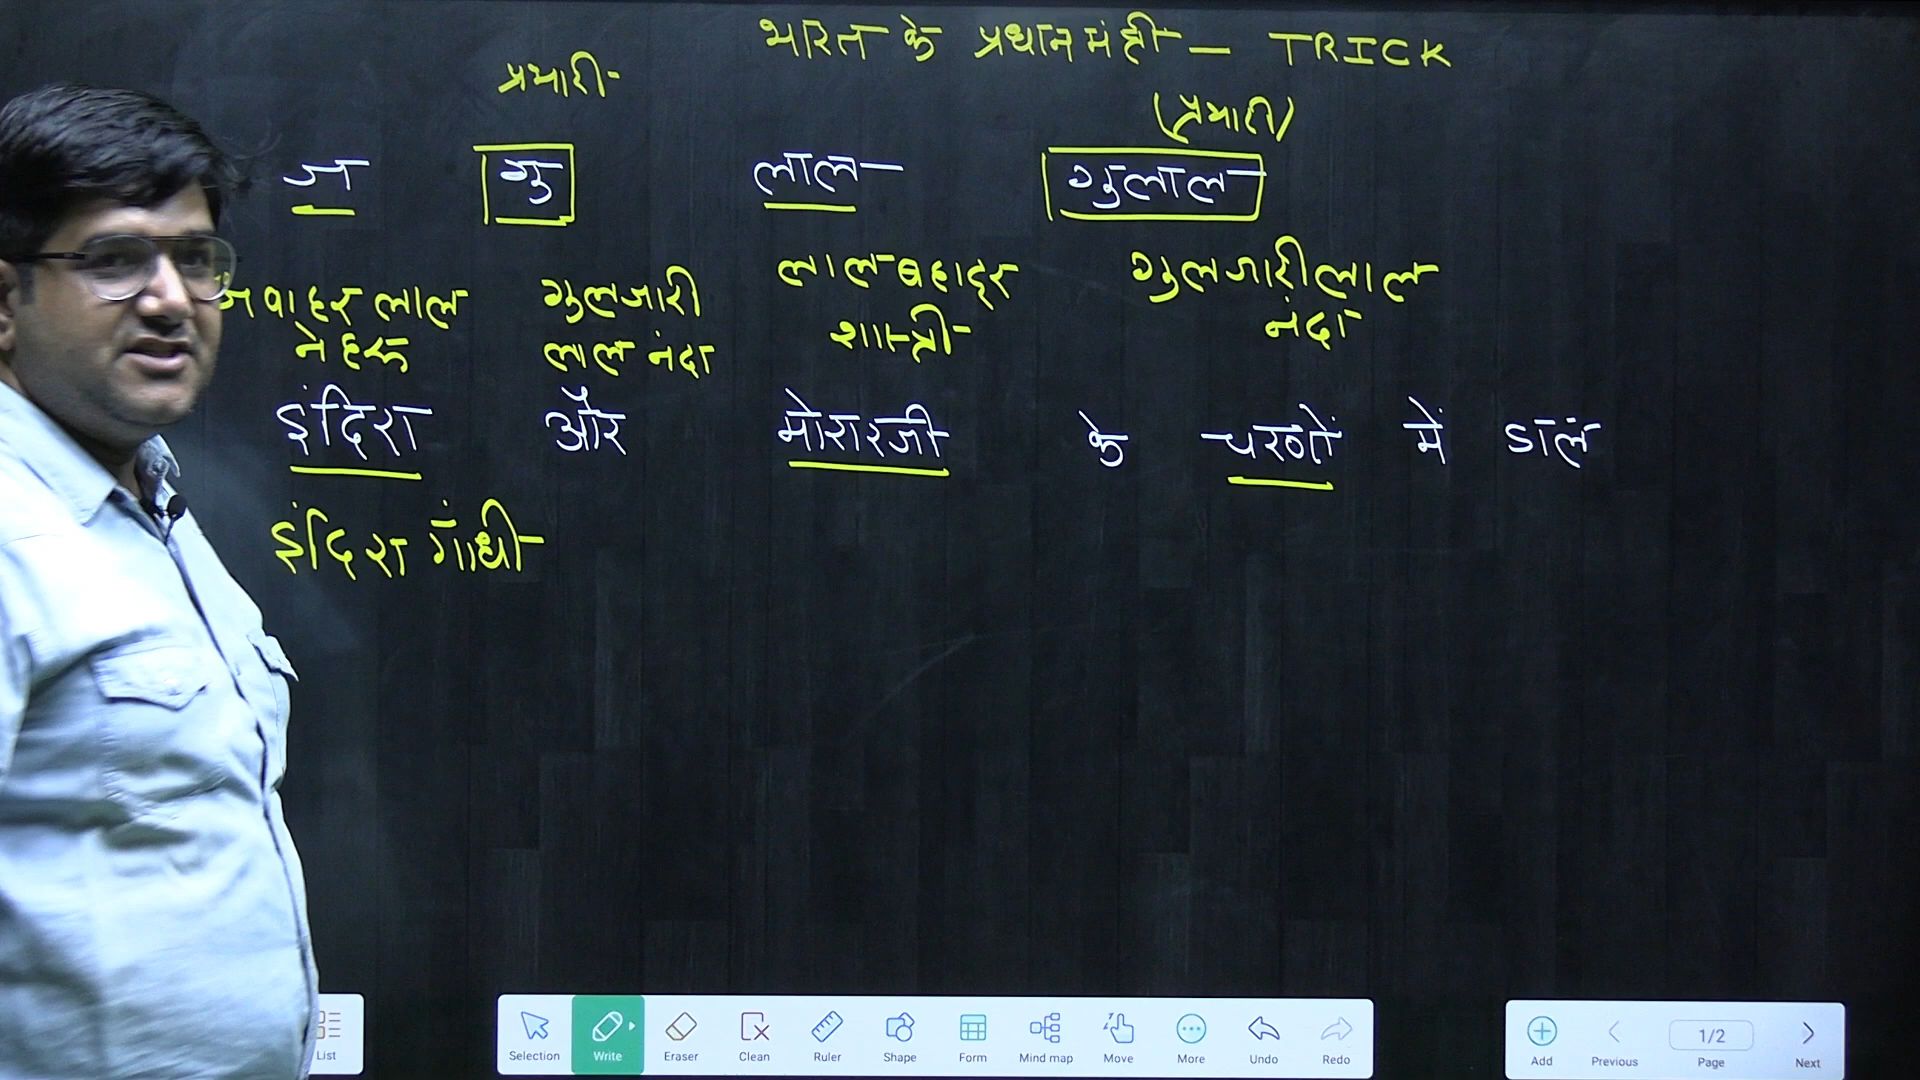 भारत के प्रधानमंत्री - TRICK
प्रभारी
(प्रभारी)
ज गु लाल गुलाल
जवाहर लाल नेहरू
गुलजारी लाल नंदा
लाल बहादूर शास्त्री
गुलजारीलाल नंदा
इंदिरा और मोरारजी के चरणों में डालं
इंदिरा गाँधी
List
Selection Write Eraser Clean Ruler Shape Form Mind map Move More Undo Redo
Add Previous 1/2 Page Next